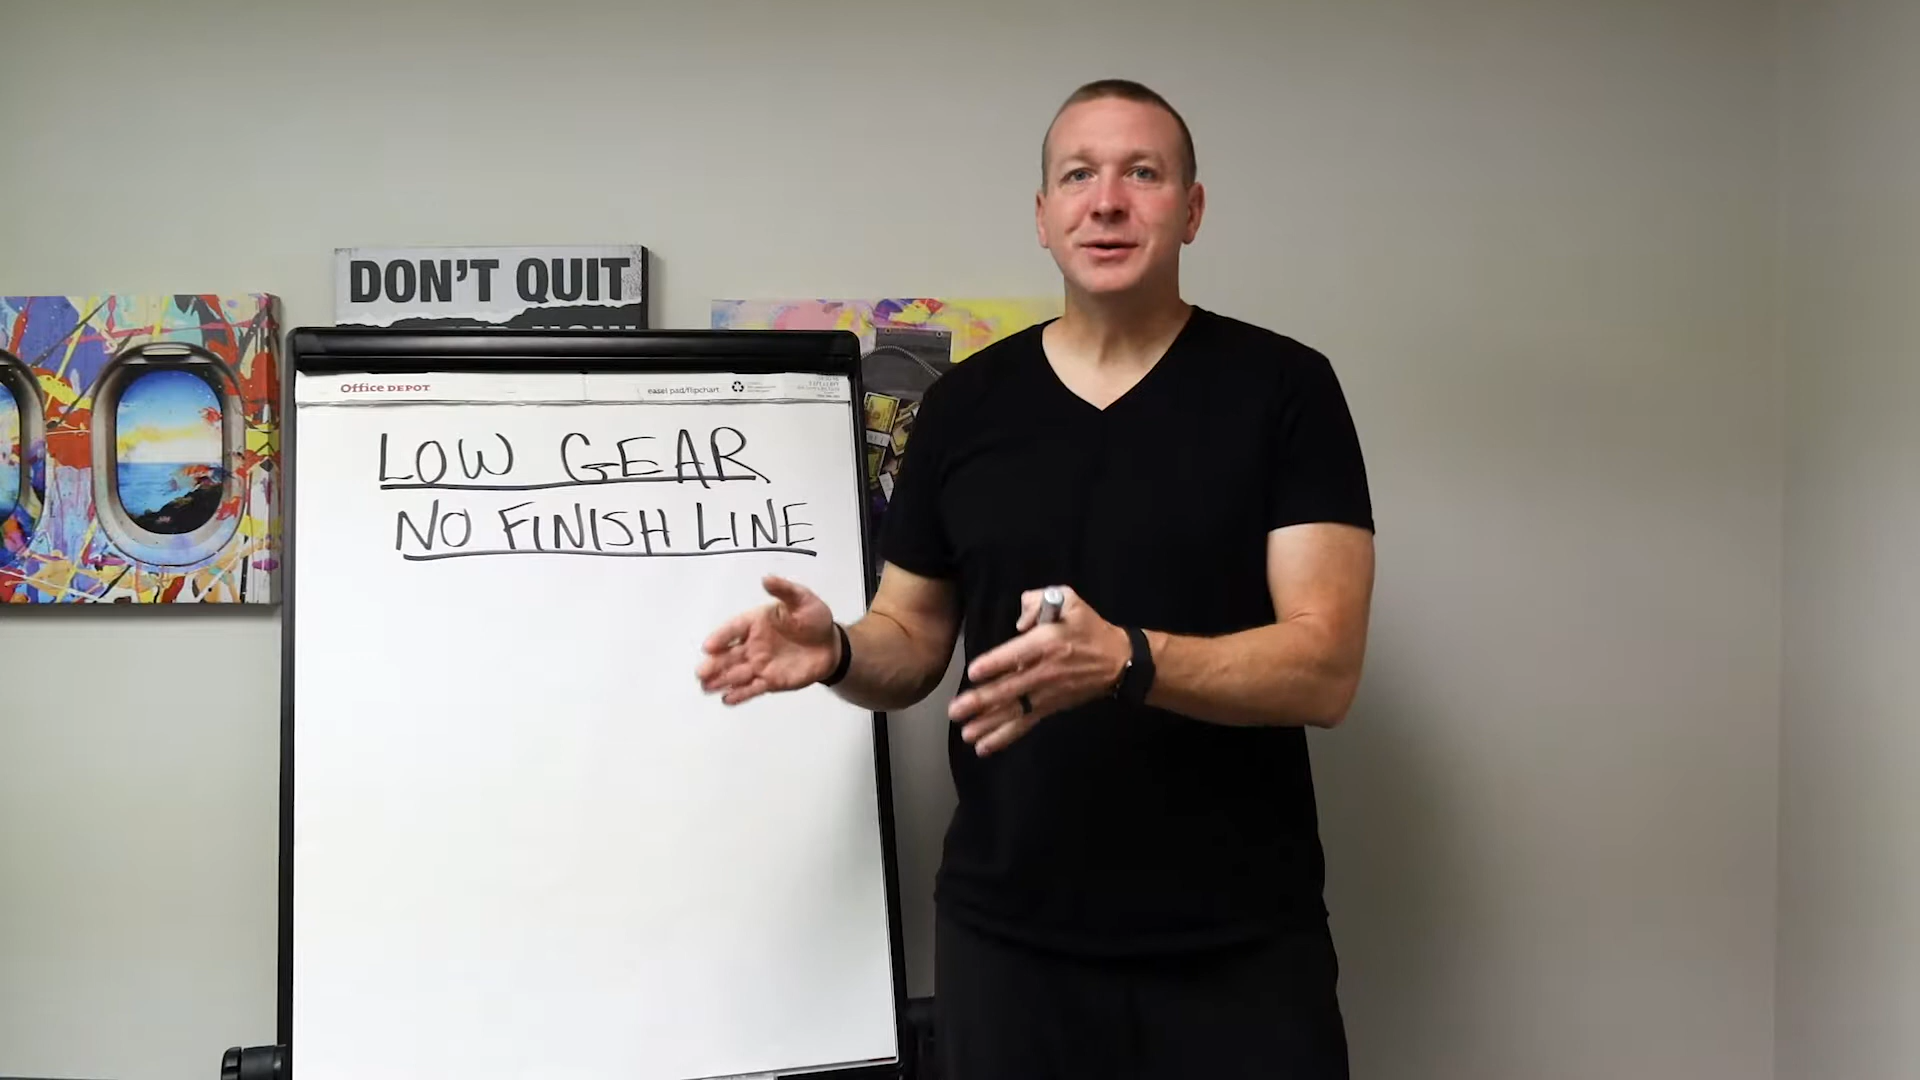 DON'T QUIT
Office DEPOT
easel pad/flipchart
LOW GEAR
NO FINISH LINE